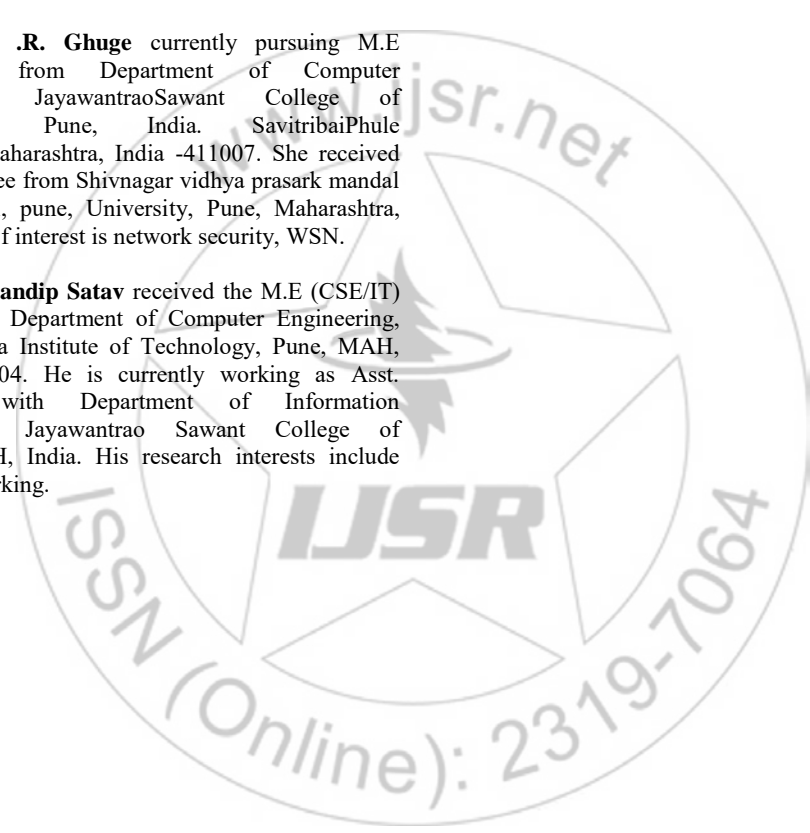 .R. Ghuge currently pursuing M.E
from Department of Computer
JayawantraoSawant College of
Pune, India. SavitribaiPhule
aharashtra, India -411007. She received
ee from Shivnagar vidhya prasark mandal
, pune, University, Pune, Maharashtra,
f interest is network security, WSN.
andip Satav received the M.E (CSE/IT)
Department of Computer Engineering,
a Institute of Technology, Pune, MAH,
04. He is currently working as Asst.
with Department of Information
Jayawantrao Sawant College of
H, India. His research interests include
rking.
www.ijsr.net
IJSR
ISSN (Online): 2319-7064